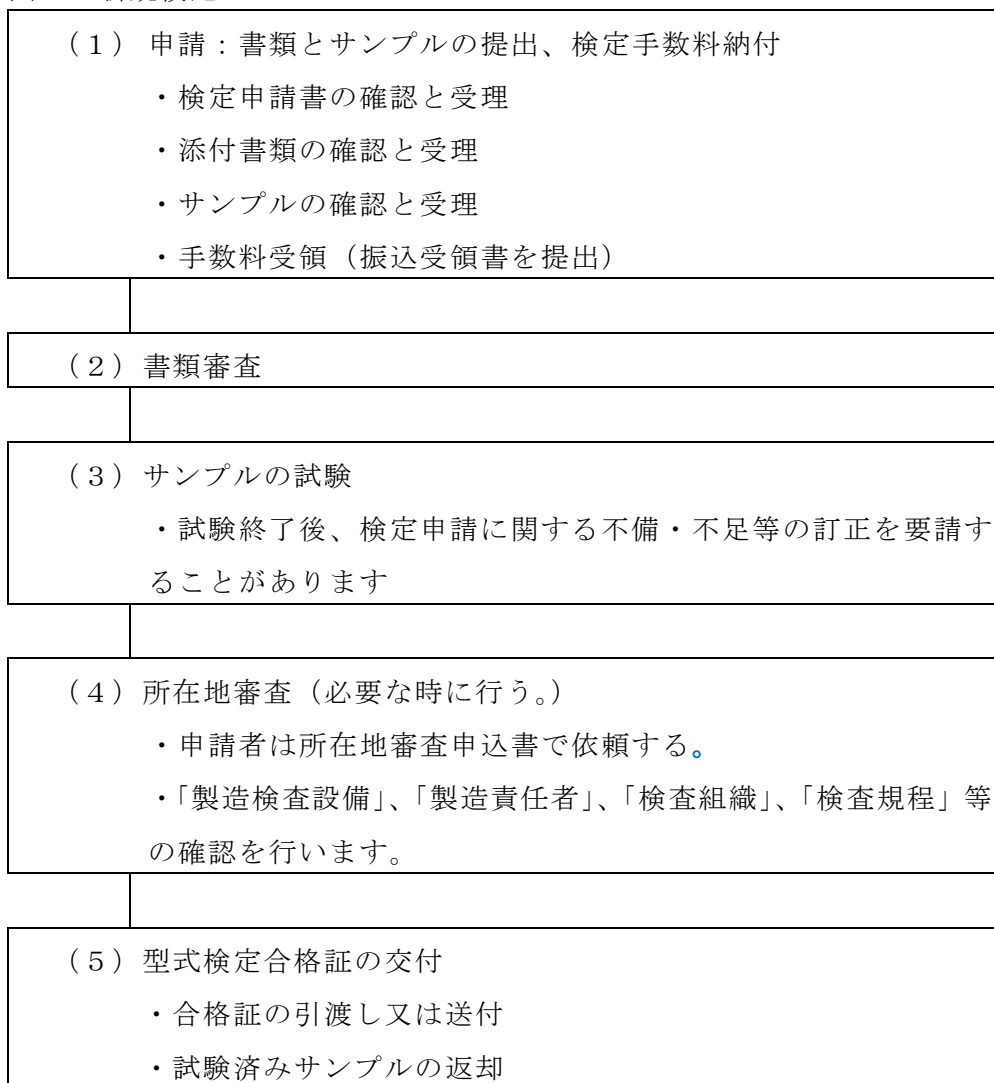 (1) 申請:書類とサンプルの提出、検定手数料納付
・検定申請書の確認と受理
・添付書類の確認と受理
・サンプルの確認と受理
・手数料受領(振込受領書を提出)
(2)書類審査
(3)サンプルの試験
・試験終了後、検定申請に関する不備・不足等の訂正を要請す
ることがあります
(4)所在地審査(必要な時に行う。)
・申請者は所在地審査申込書で依頼する。
・「製造検査設備」、「製造責任者」、「検査組織」、「検査規程」等
の確認を行います。
(5)型式検定合格証の交付
・合格証の引渡し又は送付
・試験済みサンプルの返却